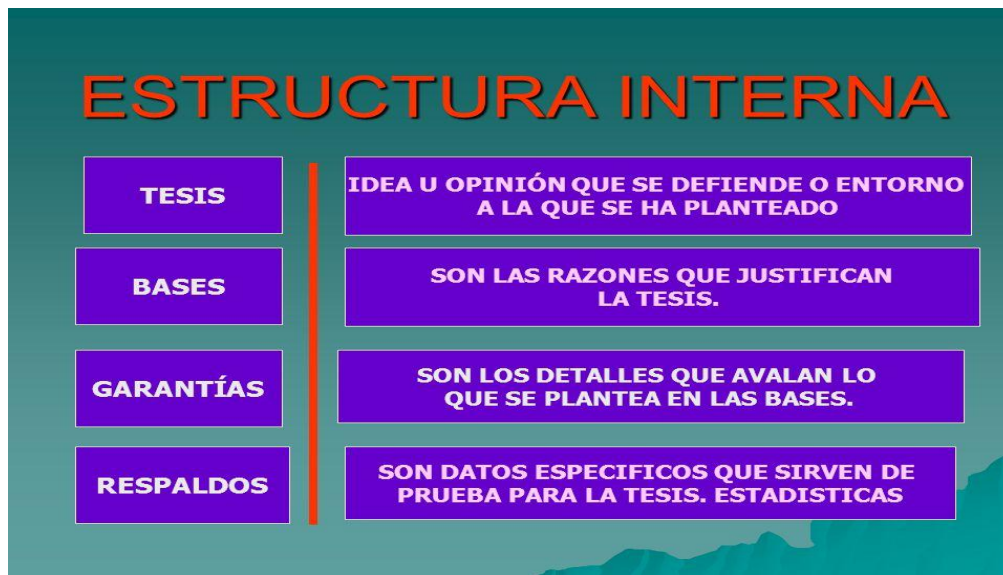 ESTRUCTURA INTERNA
TESIS
IDEA U OPINIÓN QUE SE DEFIENDE O ENTORNO
A LA QUE SE HA PLANTEADO
BASES
SON LAS RAZONES QUE JUSTIFICAN
LA TESIS.
GARANTÍAS
SON LOS DETALLES QUE AVALAN LO
QUE SE PLANTEA EN LAS BASES.
RESPALDOS
SON DATOS ESPECIFICOS QUE SIRVEN DE
PRUEBA PARA LA TESIS. ESTADISTICAS